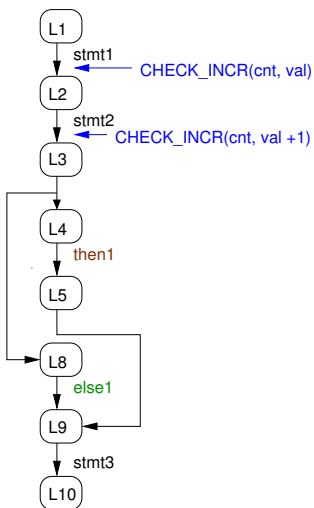 L1
stmt1
CHECK_INCR(cnt, val)
L2
stmt2
CHECK_INCR(cnt, val +1)
L3
L4
then1
L5
L8
else1
L9
stmt3
L10